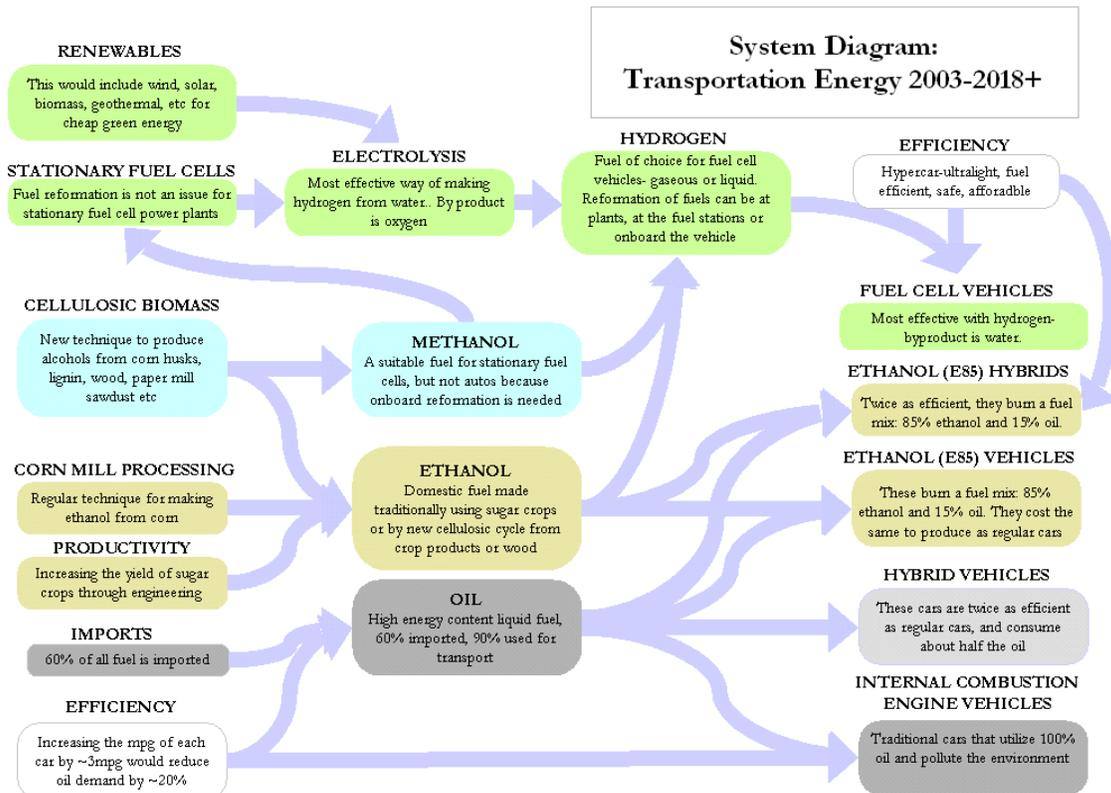 System Diagram:
Transportation Energy 2003-2018+
RENEWABLES
This would include wind, solar,
biomass, geothermal, etc for
cheap green energy
STATIONARY FUEL CELLS
Fuel reformation is not an issue for
stationary fuel cell power plants
ELECTROLYSIS
Most effective way of making
hydrogen from water.. By product
is oxygen
HYDROGEN
Fuel of choice for fuel cell
vehicles- gaseous or liquid.
Reformation of fuels can be at
plants, at the fuel stations or
onboard the vehicle
EFFICIENCY
Hypercar-ultralight, fuel
efficient, safe, afforadble
FUEL CELL VEHICLES
Most effective with hydrogen-
byproduct is water.
CELLULOSIC BIOMASS
New technique to produce
alcohols from corn husks,
lignin, wood, paper mill
sawdust etc
METHANOL
A suitable fuel for stationary fuel
cells, but not autos because
onboard reformation is needed
ETHANOL (E85) HYBRIDS
Twice as efficient, they burn a fuel
mix: 85% ethanol and 15% oil.
CORN MILL PROCESSING
Regular technique for making
ethanol from corn
PRODUCTIVITY
Increasing the yield of sugar
crops through engineering
ETHANOL
Domestic fuel made
traditionally using sugar crops
or by new cellulosic cycle from
crop products or wood
ETHANOL (E85) VEHICLES
These burn a fuel mix: 85%
ethanol and 15% oil. They cost the
same to produce as regular cars
IMPORTS
60% of all fuel is imported
OIL
High energy content liquid fuel,
60% imported, 90% used for
transport
HYBRID VEHICLES
These cars are twice as efficient
as regular cars, and consume
about half the oil
EFFICIENCY
Increasing the mpg of each
car by ~3mpg would reduce
oil demand by ~20%
INTERNAL COMBUSTION
ENGINE VEHICLES
Traditional cars that utilize 100%
oil and pollute the environment